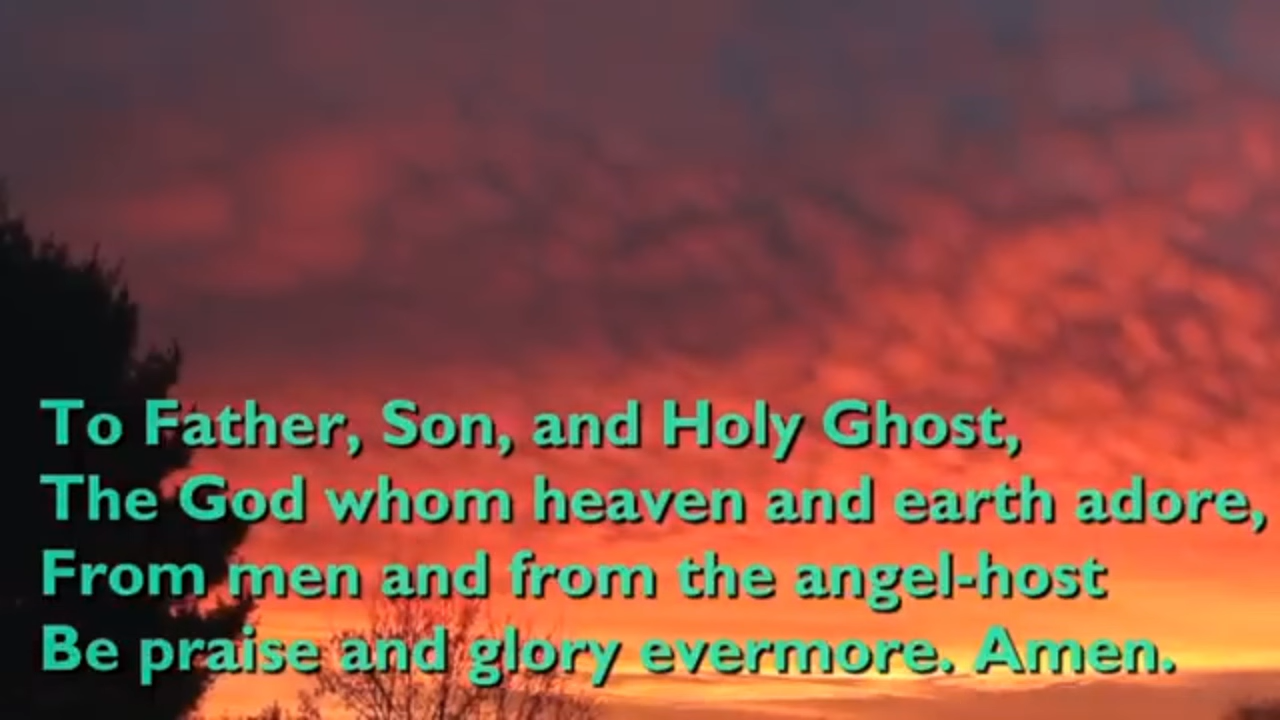 To Father, Son, and Holy Ghost,
The God whom heaven and earth adore,
From men and from the angel-host
Be praise and glory evermore. Amen.